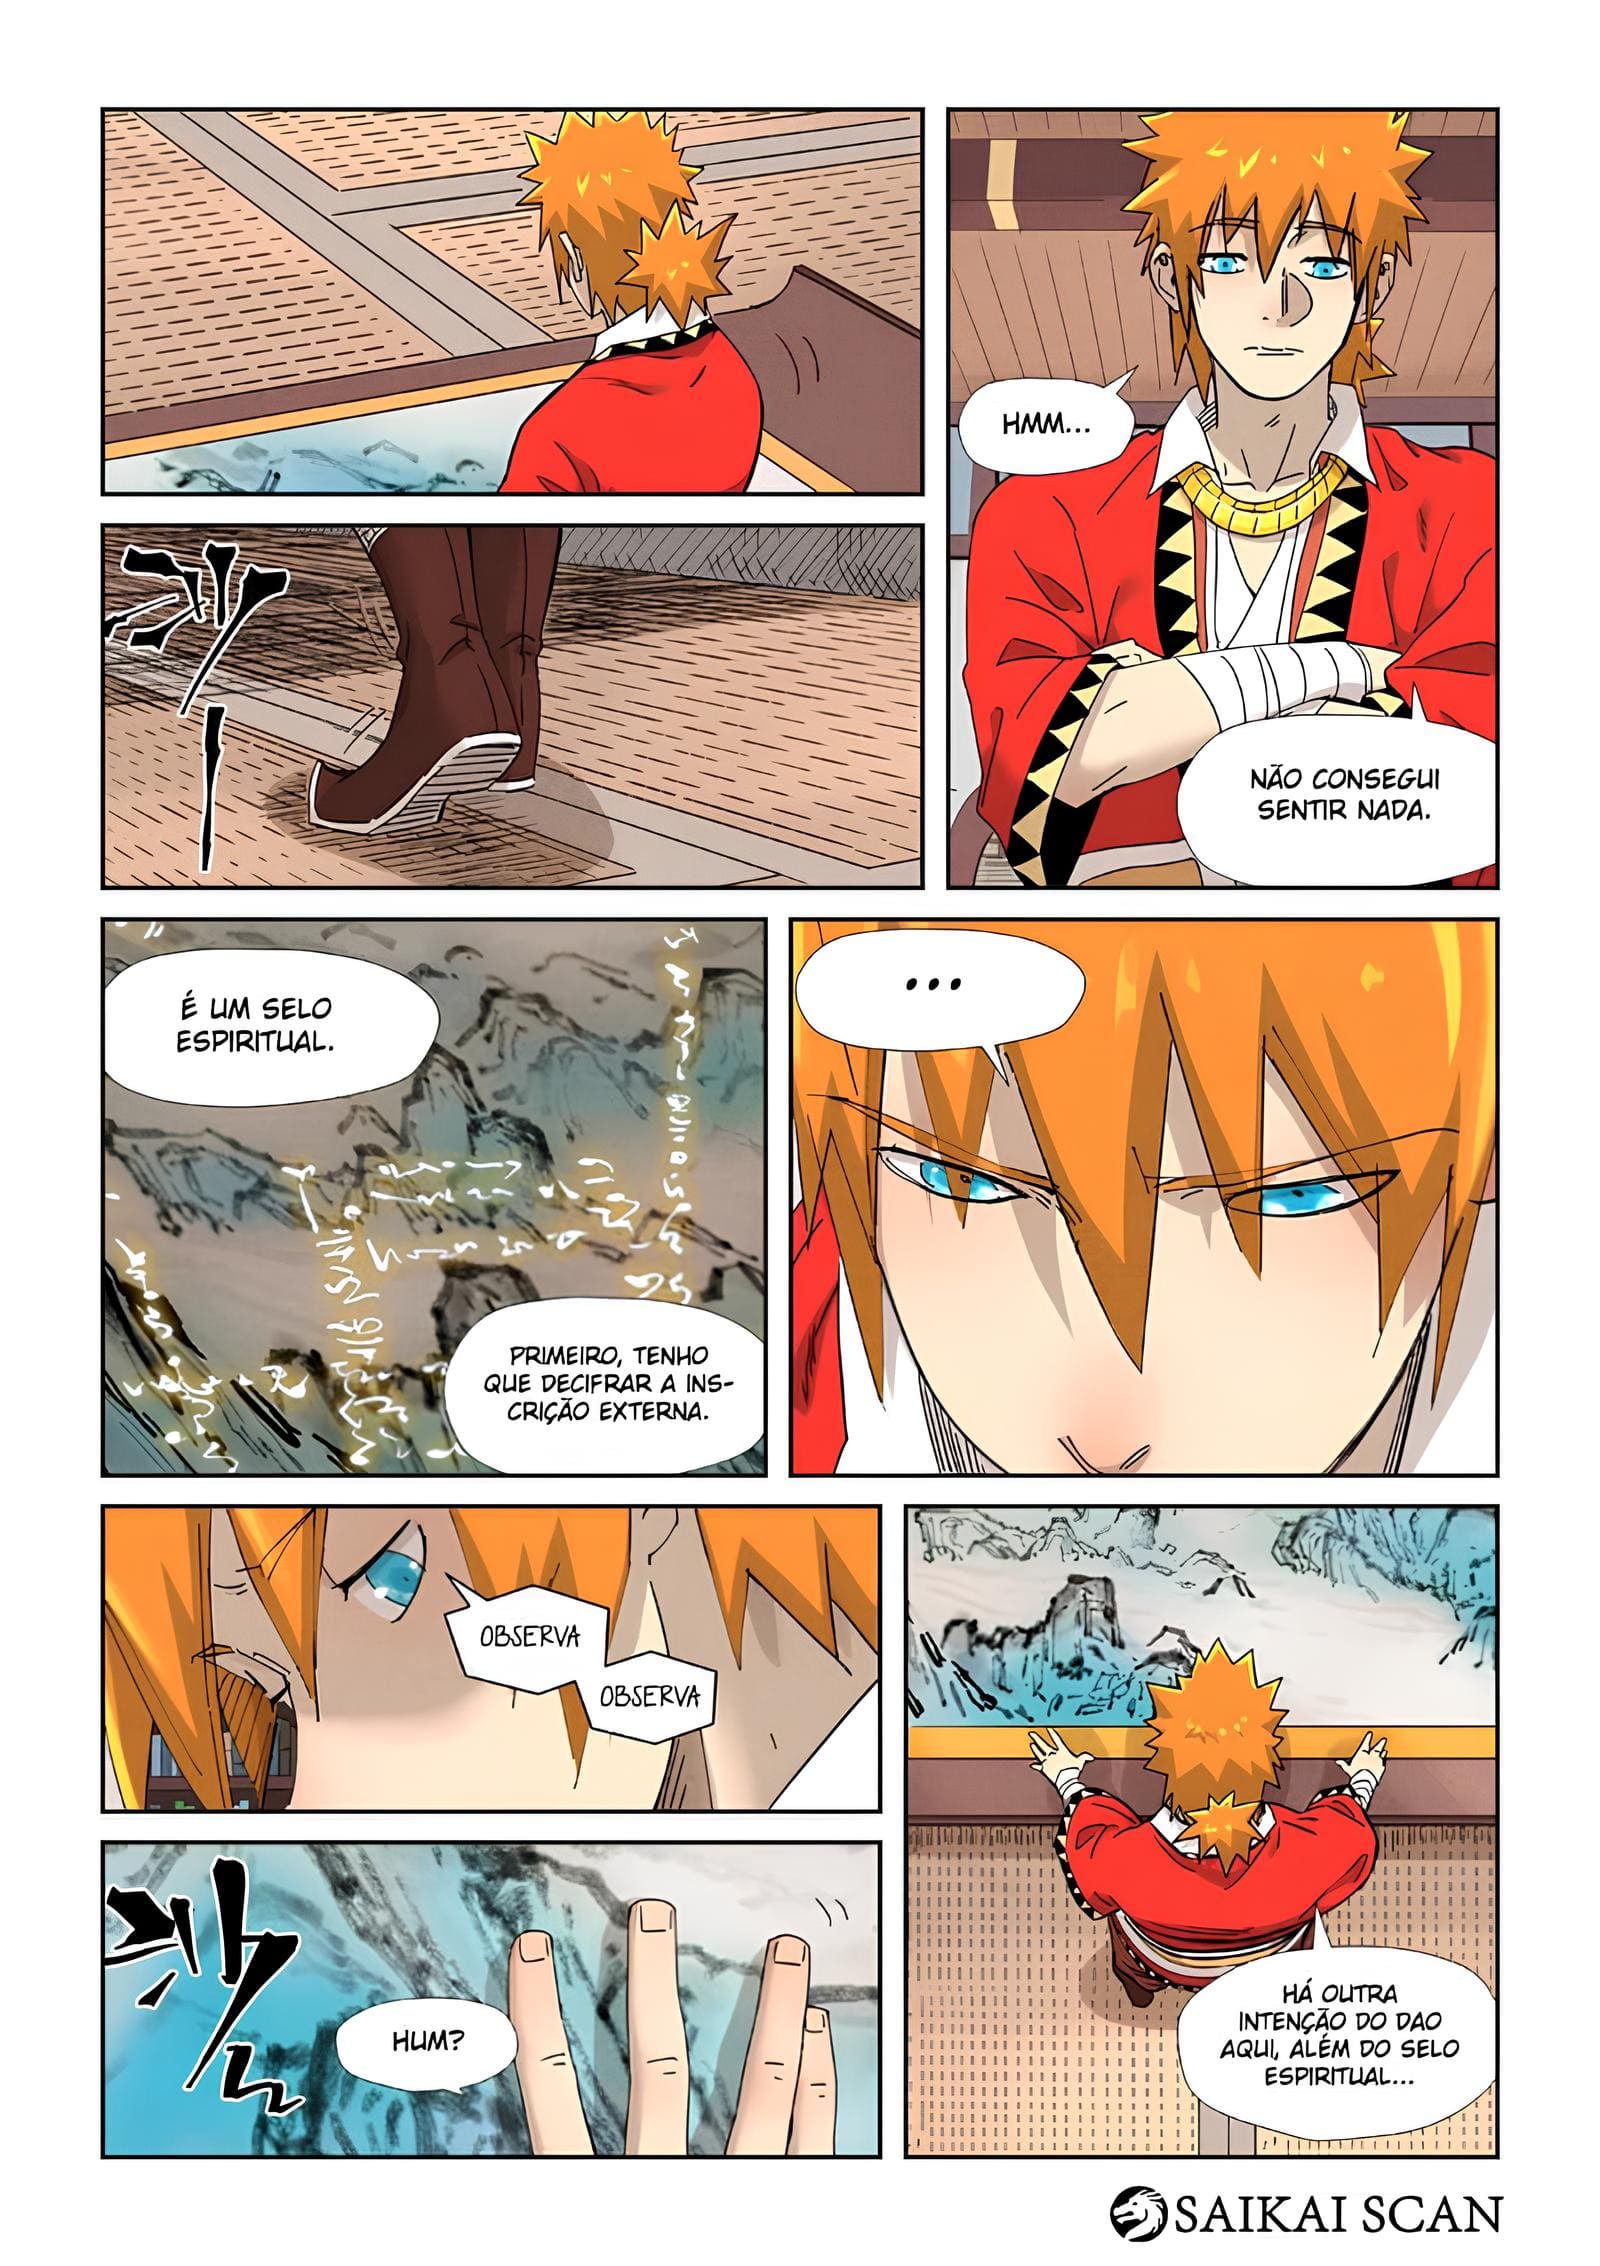 HMM...
NÃO CONSEGUI
SENTIR NADA.
...
É UM SELO
ESPIRITUAL.
PRIMEIRO, TENHO
QUE DECIFRAR A INS-
CRIÇÃO EXTERNA.
OBSERVA
OBSERVA
HÁ OUTRA
INTENÇÃO DO DAO
AQUI, ALÉM DO SELO
ESPIRITUAL...
HUM?
SAIKAI SCAN